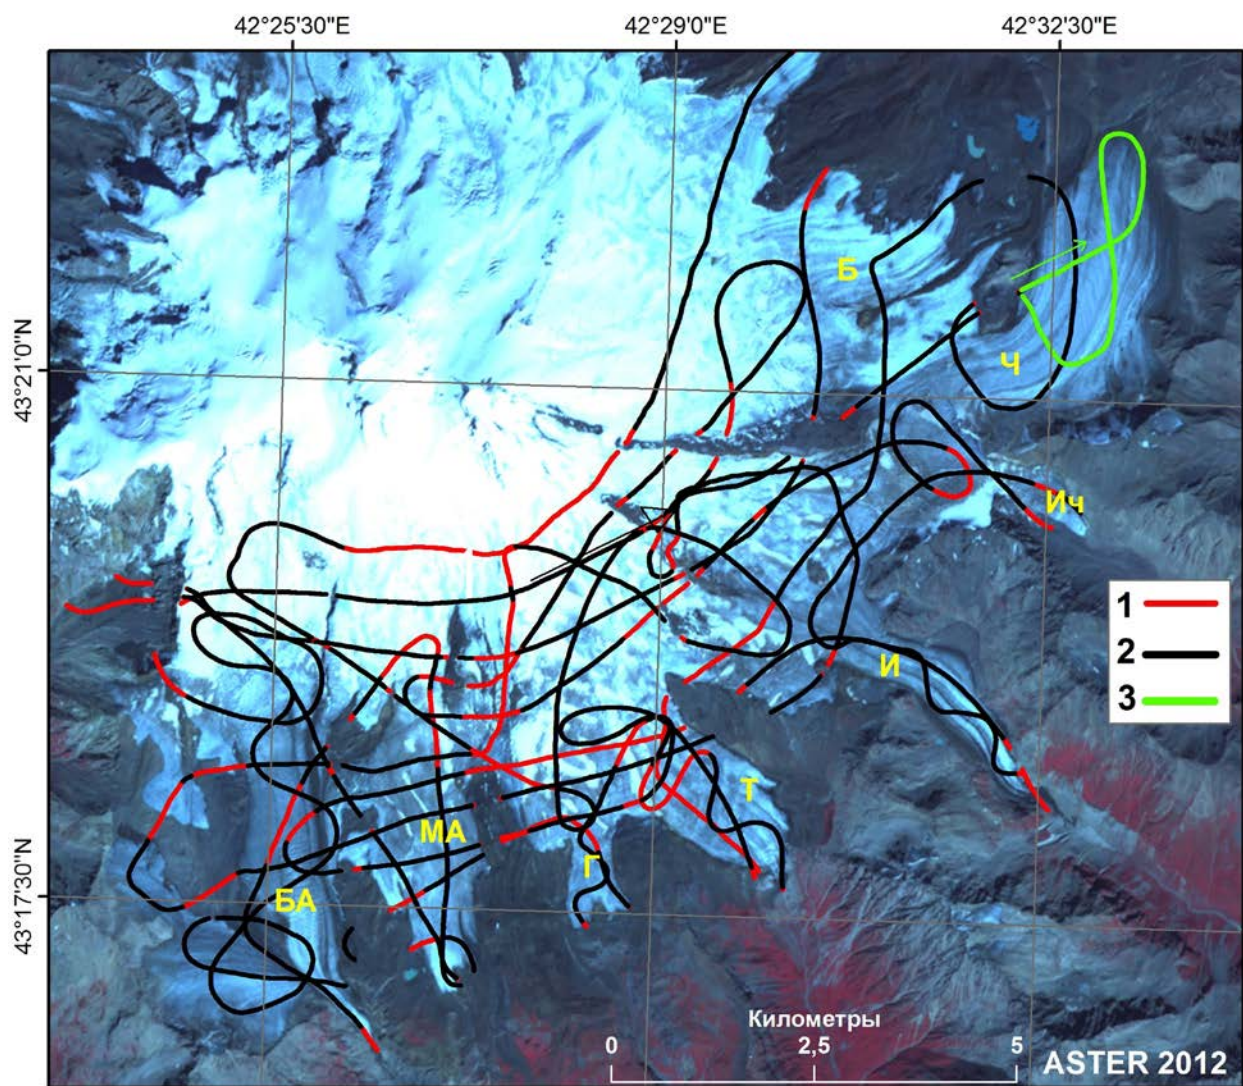 42°25'30"E
42°29'0"E
42°32'30"E
43°21'0"N
43°17'30"N
Б
Ч
Ич
И
Т
МА
Г
БА
1
2
3
Километры
0 2,5 5
ASTER 2012